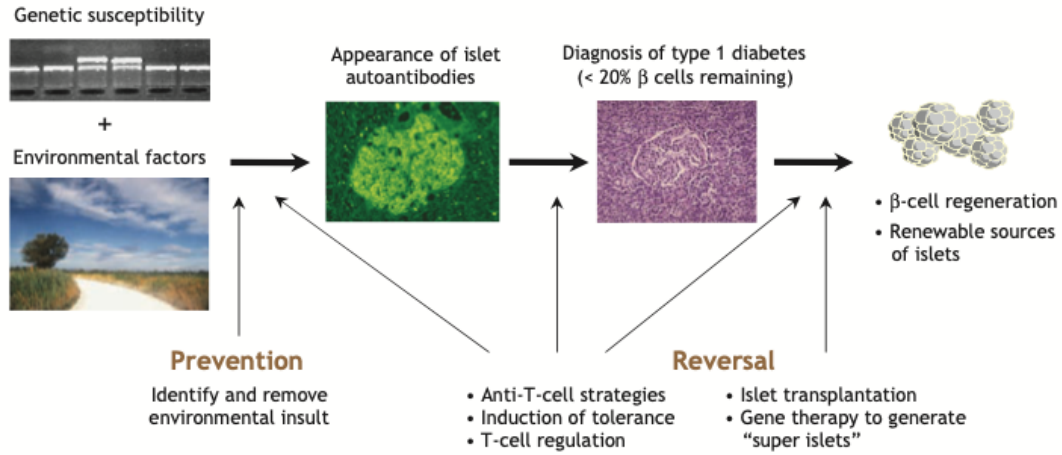 Genetic susceptibility
+
Environmental factors
Appearance of islet
autoantibodies
Diagnosis of type 1 diabetes
(< 20% β cells remaining)
• β-cell regeneration
• Renewable sources
of islets
Prevention
Identify and remove
environmental insult
• Anti-T-cell strategies
• Induction of tolerance
• T-cell regulation
Reversal
• Islet transplantation
• Gene therapy to generate
“super islets”